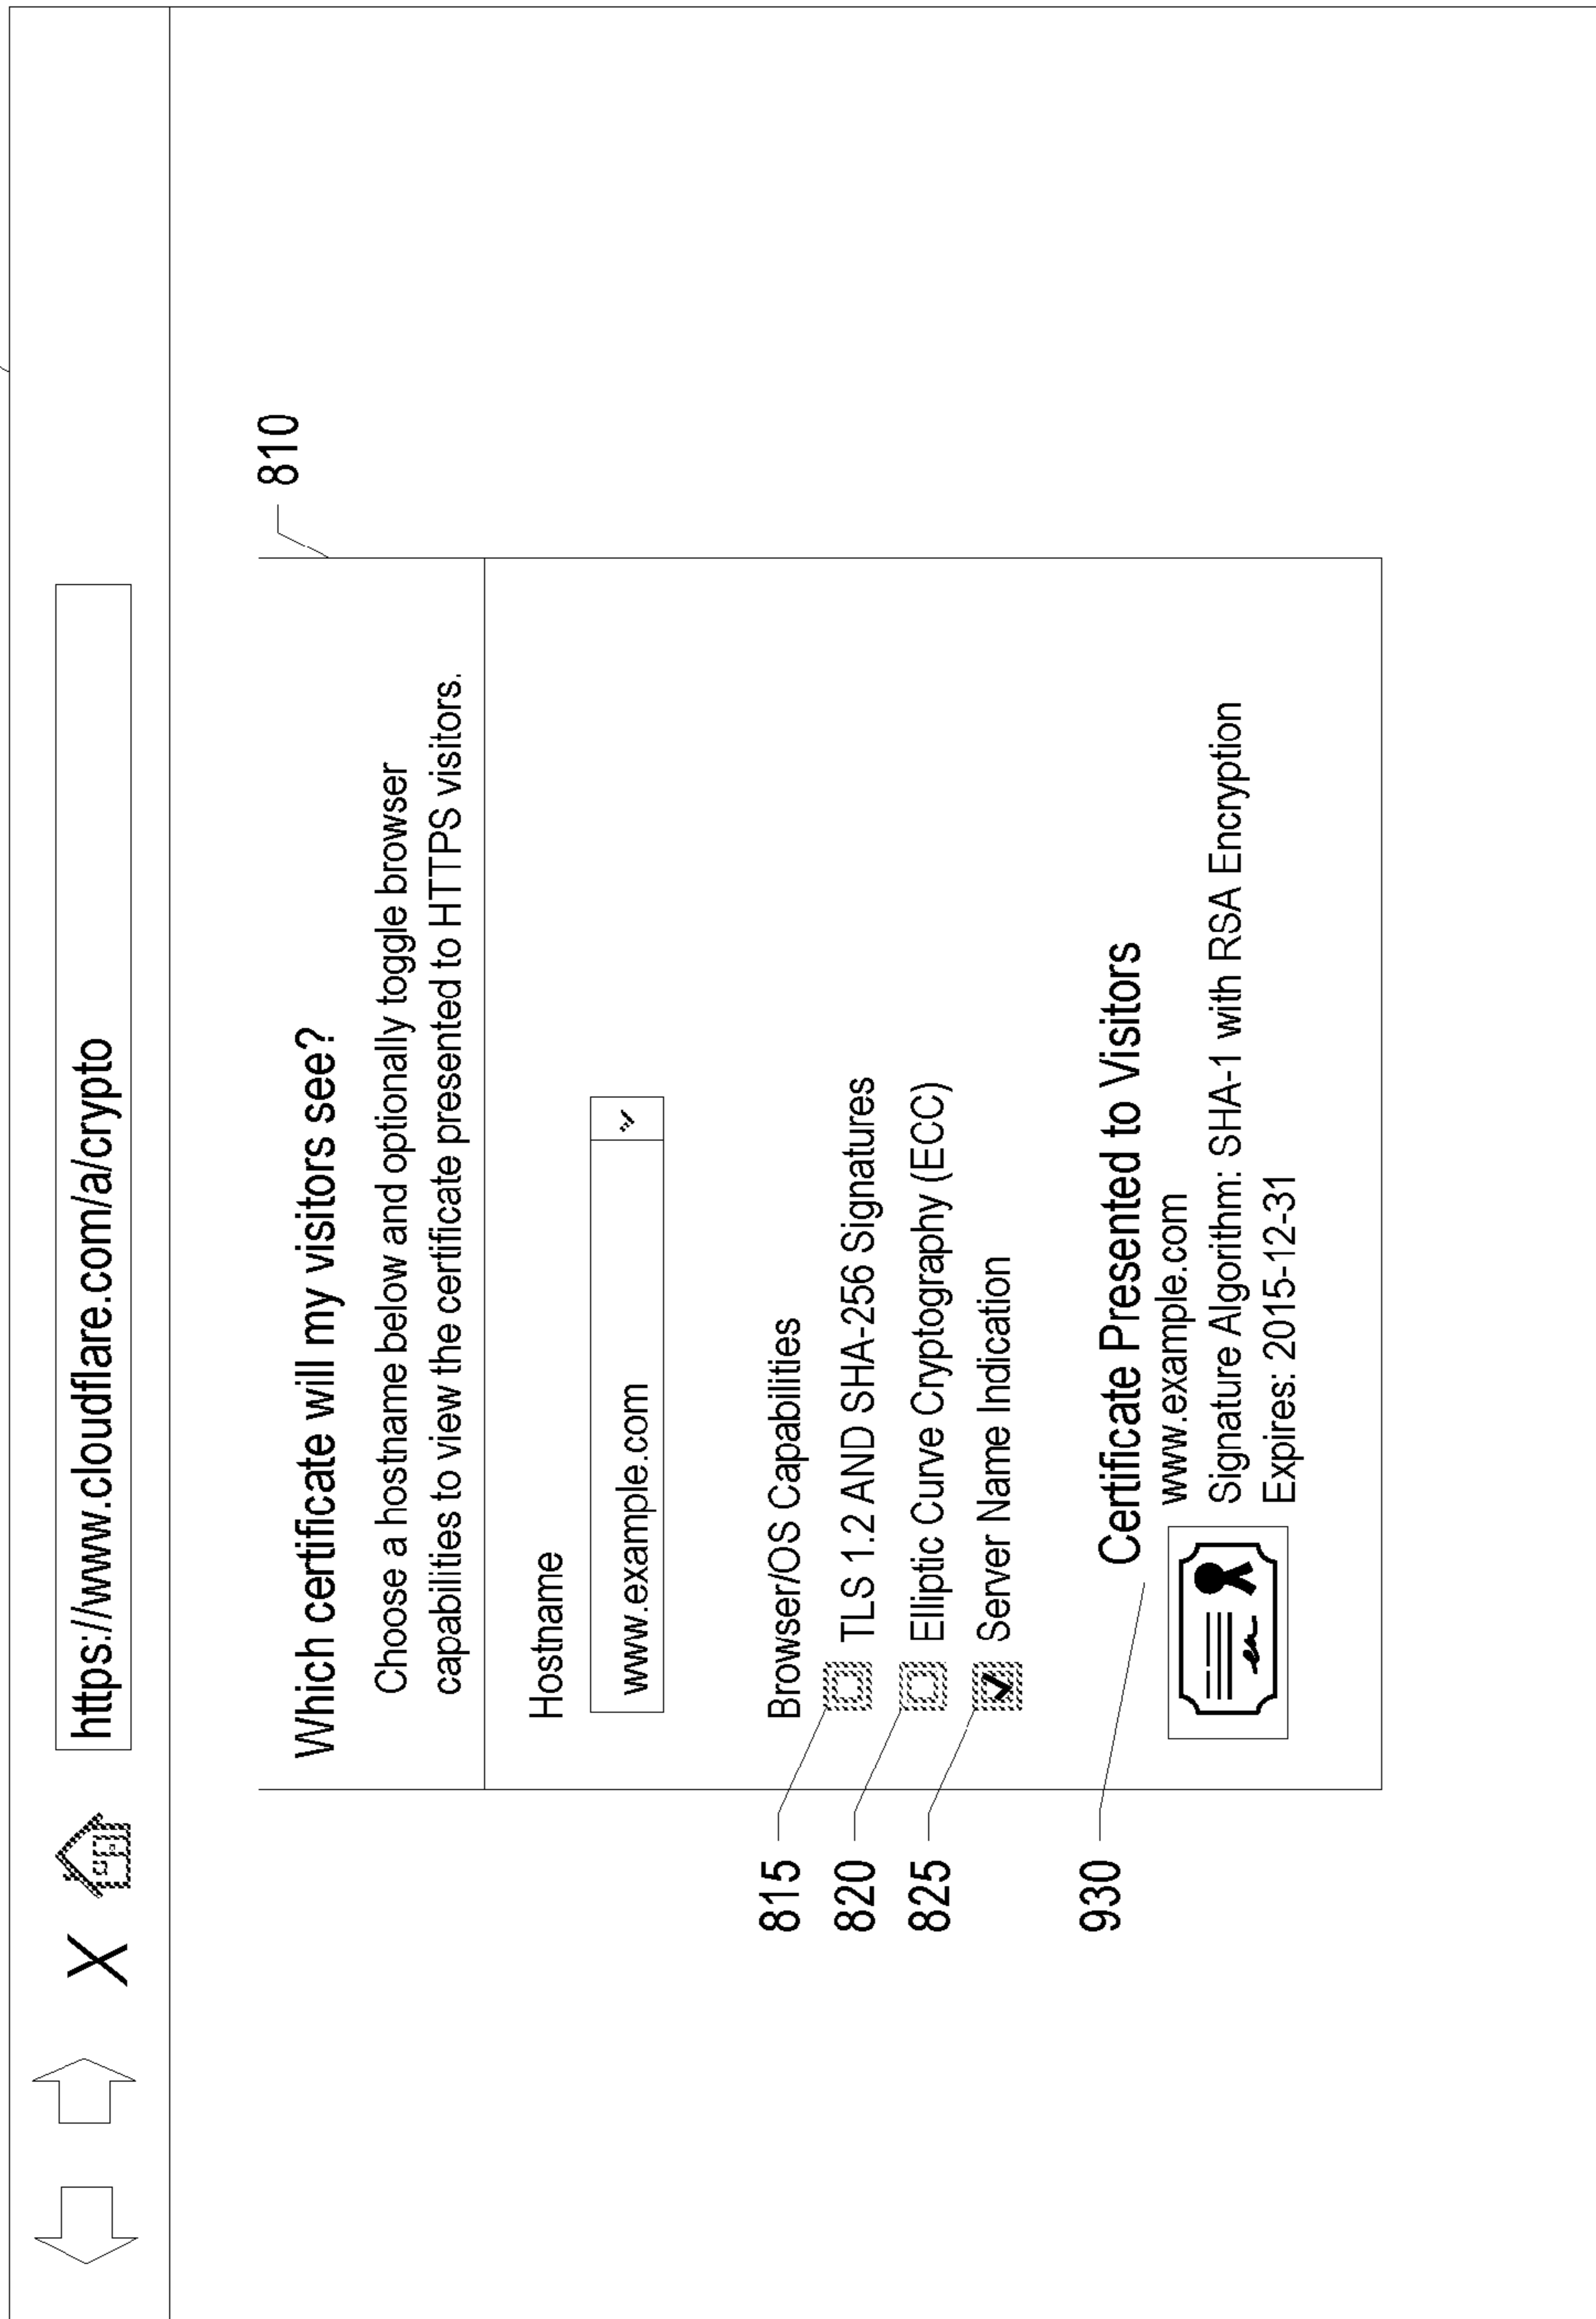 X
https://www.cloudflare.com/a/crypto
810
Which certificate will my visitors see?
Choose a hostname below and optionally toggle browser
capabilities to view the certificate presented to HTTPS visitors.
Hostname
www.example.com
Browser/OS Capabilities
815
TLS 1.2 AND SHA-256 Signatures
820
Elliptic Curve Cryptography (ECC)
825
Server Name Indication
930
Certificate Presented to Visitors
www.example.com
Signature Algorithm: SHA-1 with RSA Encryption
Expires: 2015-12-31